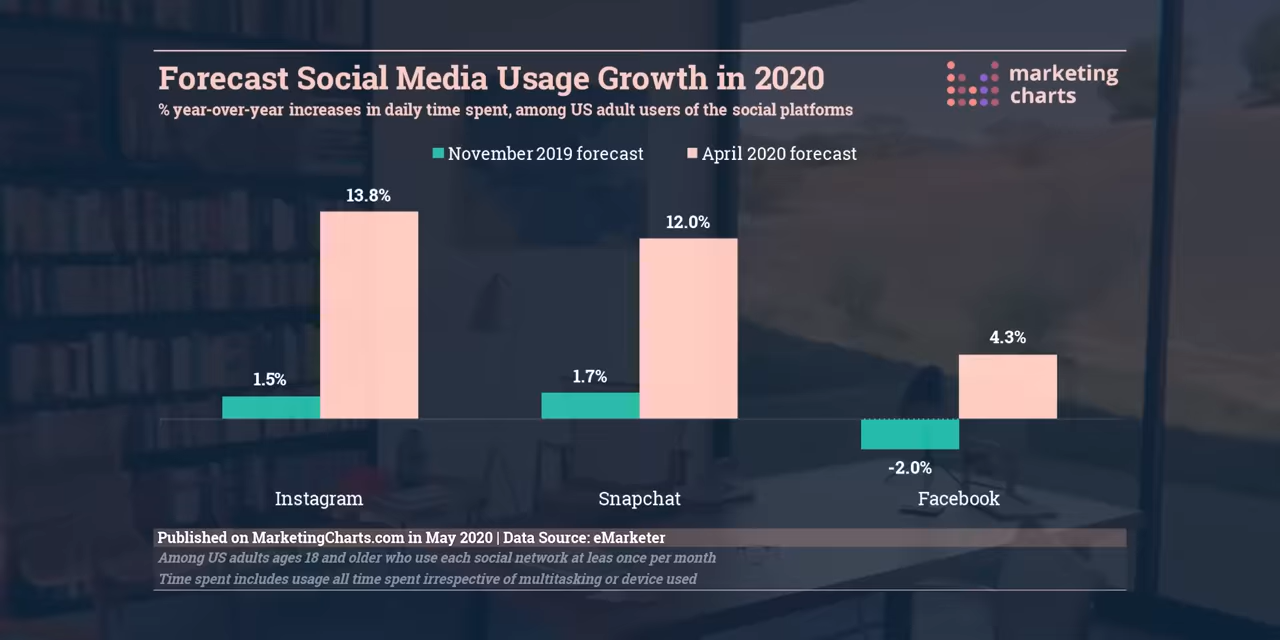 Forecast Social Media Usage Growth in 2020
% year-over-year increases in daily time spent, among US adult users of the social platforms
marketing
charts
November 2019 forecast
April 2020 forecast
13.8%
12.0%
4.3%
1.5%
1.7%
-2.0%
Instagram
Snapchat
Facebook
Published on MarketingCharts.com in May 2020 | Data Source: eMarketer
Among US adults ages 18 and older who use each social network at leas once per month
Time spent includes usage all time spent irrespective of multitasking or device used